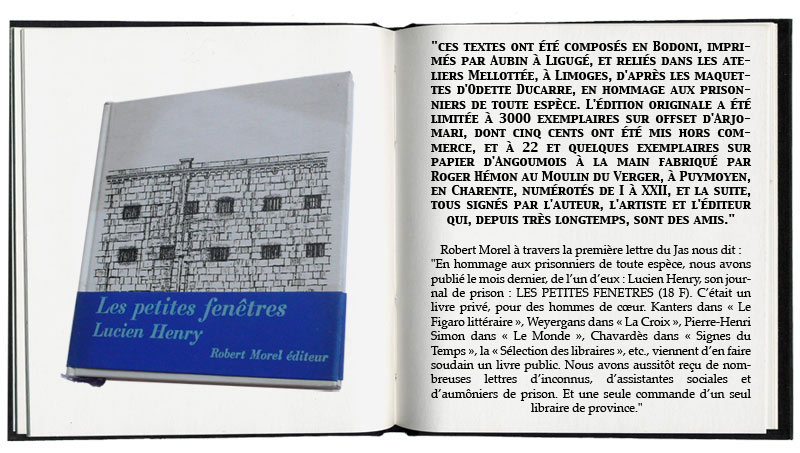 Les petites fenêtres
Lucien Henry
Robert Morel éditeur
"CES TEXTES ONT ÉTÉ COMPOSÉS EN BODONI, IMPRI-
MÉS PAR AUBIN À LIGUGÉ, ET RELIÉS DANS LES ATE-
LIERS MELLOTTÉE, À LIMOGES, D'APRÈS LES MAQUET-
TES D'ODETTE DUCARRE, EN HOMMAGE AUX PRISON-
NIERS DE TOUTE ESPÈCE. L'ÉDITION ORIGINALE A ÉTÉ
LIMITÉE À 3000 EXEMPLAIRES SUR OFFSET D'ARJO-
MARI, DONT CINQ CENTS ONT ÉTÉ MIS HORS COM-
MERCE, ET À 22 ET QUELQUES EXEMPLAIRES SUR
PAPIER D'ANGOUMOIS À LA MAIN FABRIQUÉ PAR
ROGER HÉMON AU MOULIN DU VERGER, À PUYMOYEN,
EN CHARENTE, NUMÉROTÉS DE I À XXII, ET LA SUITE,
TOUS SIGNÉS PAR L'AUTEUR, L'ARTISTE ET L'ÉDITEUR
QUI, DEPUIS TRÈS LONGTEMPS, SONT DES AMIS."
Robert Morel à travers la première lettre du Jas nous dit :
"En hommage aux prisonniers de toute espèce, nous avons
publié le mois dernier, de l'un d'eux : Lucien Henry, son jour-
nal de prison : LES PETITES FENETRES (18 F). C'était un
livre privé, pour des hommes de cœur. Kanters dans « Le
Figaro littéraire », Weyergans dans « La Croix », Pierre-Henri
Simon dans « Le Monde », Chavardès dans « Signes du
Temps », la « Sélection des libraires », etc., viennent d'en faire
soudain un livre public. Nous avons aussitôt reçu de nom-
breuses lettres d'inconnus, d'assistantes sociales et
d'aumôniers de prison. Et une seule commande d'un seul
libraire de province."